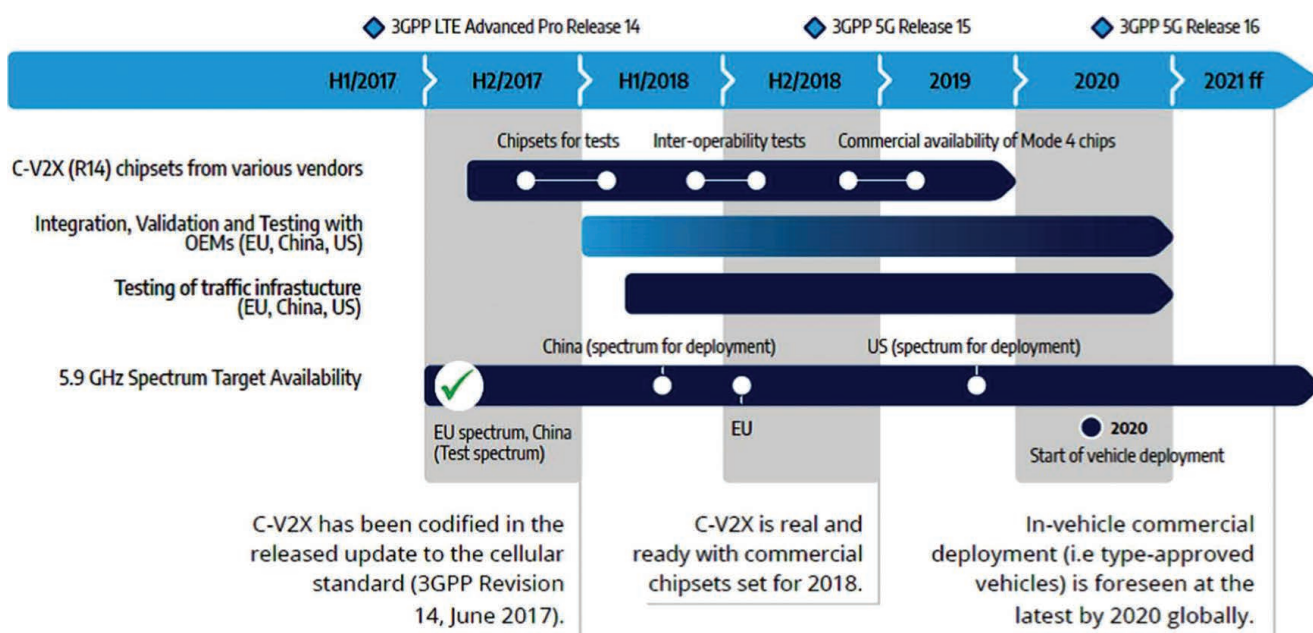 3GPP LTE Advanced Pro Release 14
3GPP 5G Release 15
3GPP 5G Release 16
H1/2017
H2/2017
H1/2018
H2/2018
2019
2020
2021 ff
Chipsets for tests
Inter-operability tests
Commercial availability of Mode 4 chips
C-V2X (R14) chipsets from various vendors
Integration, Validation and Testing with
OEMs (EU, China, US)
Testing of traffic infrastucture
(EU, China, US)
China (spectrum for deployment)
US (spectrum for deployment)
5.9 GHz Spectrum Target Availability
EU spectrum, China
(Test spectrum)
EU
2020
Start of vehicle deployment
C-V2X has been codified in the
released update to the cellular
standard (3GPP Revision
14, June 2017).
C-V2X is real and
ready with commercial
chipsets set for 2018.
In-vehicle commercial
deployment (i.e type-approved
vehicles) is foreseen at the
latest by 2020 globally.